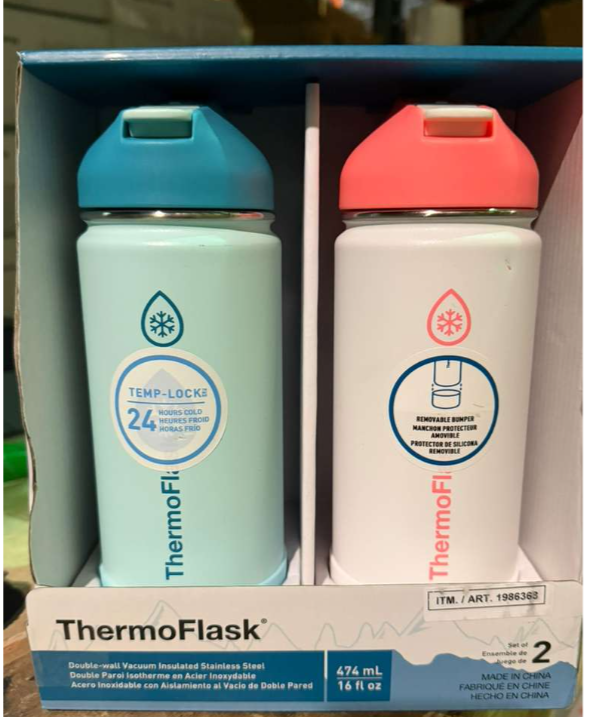 TEMP-LOCK
24 HOURS COLD
HEURES FROID
HORAS FRIO
ThermoFl
REMOVABLE BUMPER
MANCHON PROTECTEUR
AMOVIBLE
PROTECTOR DE SILICONA
REMOVIBLE
ThermoFl
ITM. / ART. 1986368
ThermoFlask®
Double-wall Vacuum Insulated Stainless Steel
Double Paroi Isotherme en Acier Inoxydable
Acero Inoxidable con Aislamiento al Vacío de Doble Pared
474 mL
16 fl oz
Set of
Ensemble de
Juego de
2
MADE IN CHINA
FABRIQUÉ EN CHINE
HECHO EN CHINA